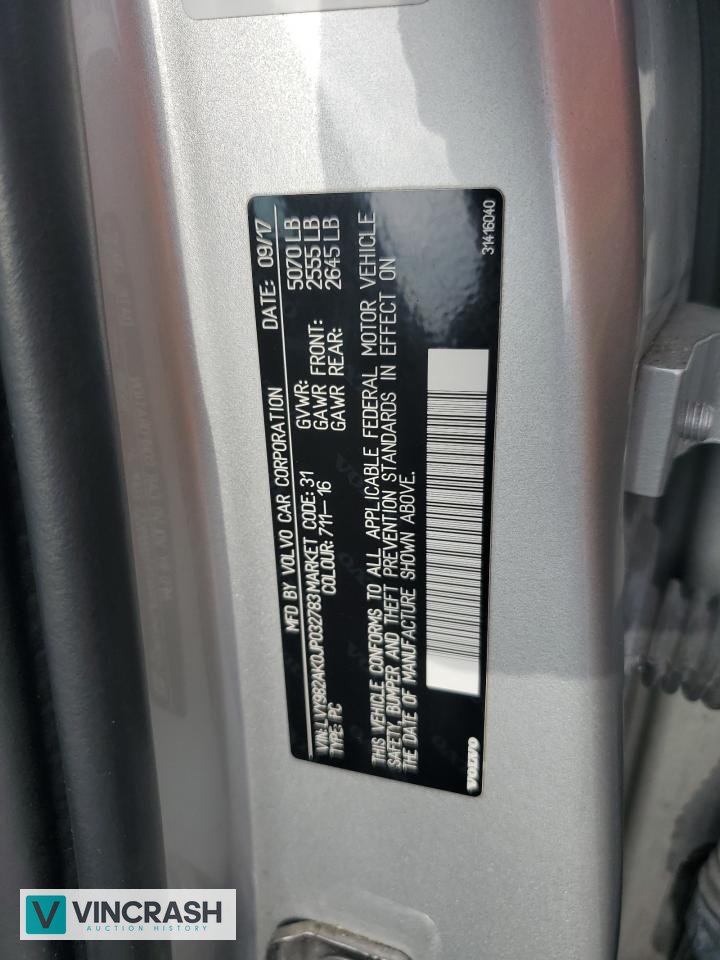 MFD BY VOLVO CAR CORPORATION DATE: 09/17
VIN: LVY982AK0JP032783 MARKET CODE: 31 GVWR: 5070 LB
TYPE: PC COLOUR: 711-16 GAWR FRONT: 2555 LB
GAWR REAR: 2645 LB
THIS VEHICLE CONFORMS TO ALL APPLICABLE FEDERAL MOTOR VEHICLE
SAFETY, BUMPER AND THEFT PREVENTION STANDARDS IN EFFECT ON
THE DATE OF MANUFACTURE SHOWN ABOVE.
VOLVO 31416040
V VINCRASH
AUCTION HISTORY